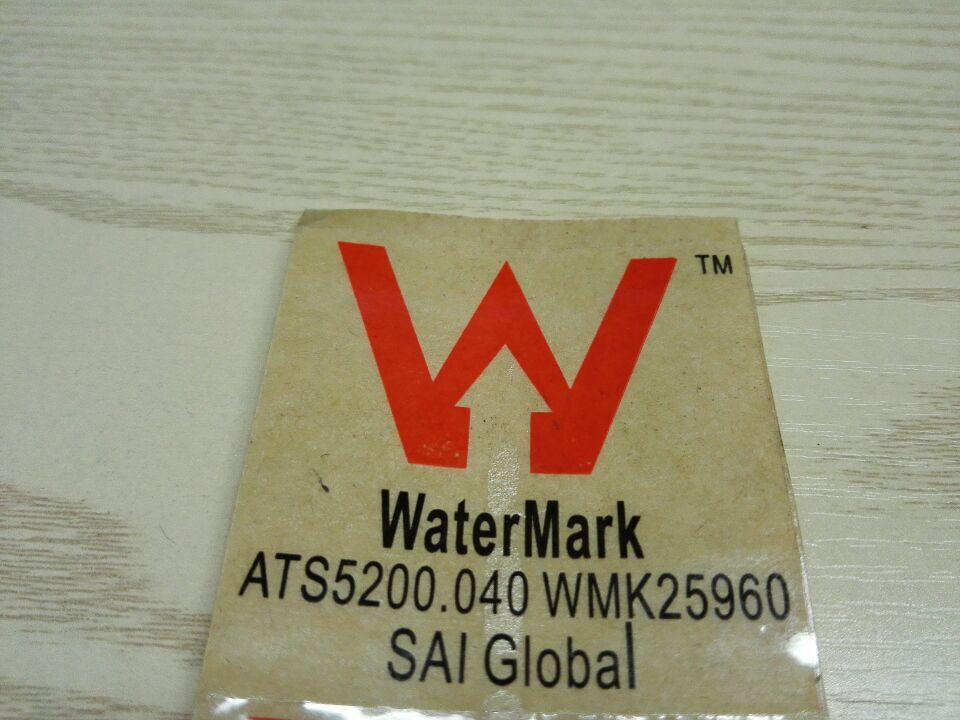 TM
WaterMark
ATS5200.040 WMK25960
SAI Global